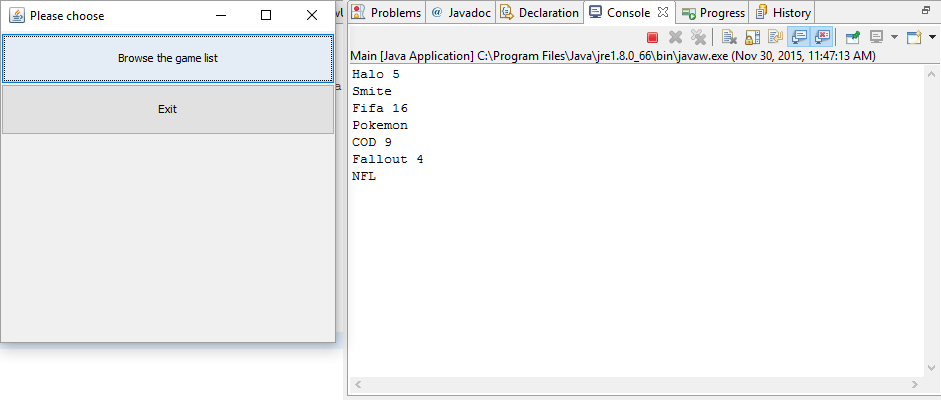 Please choose
Browse the game list
Exit
Problems Javadoc Declaration Console Progress History
Main [Java Application] C:\Program Files\Java\jre1.8.0_66\bin\javaw.exe (Nov 30, 2015, 11:47:13 AM)
Halo 5
Smite
Fifa 16
Pokemon
COD 9
Fallout 4
NFL